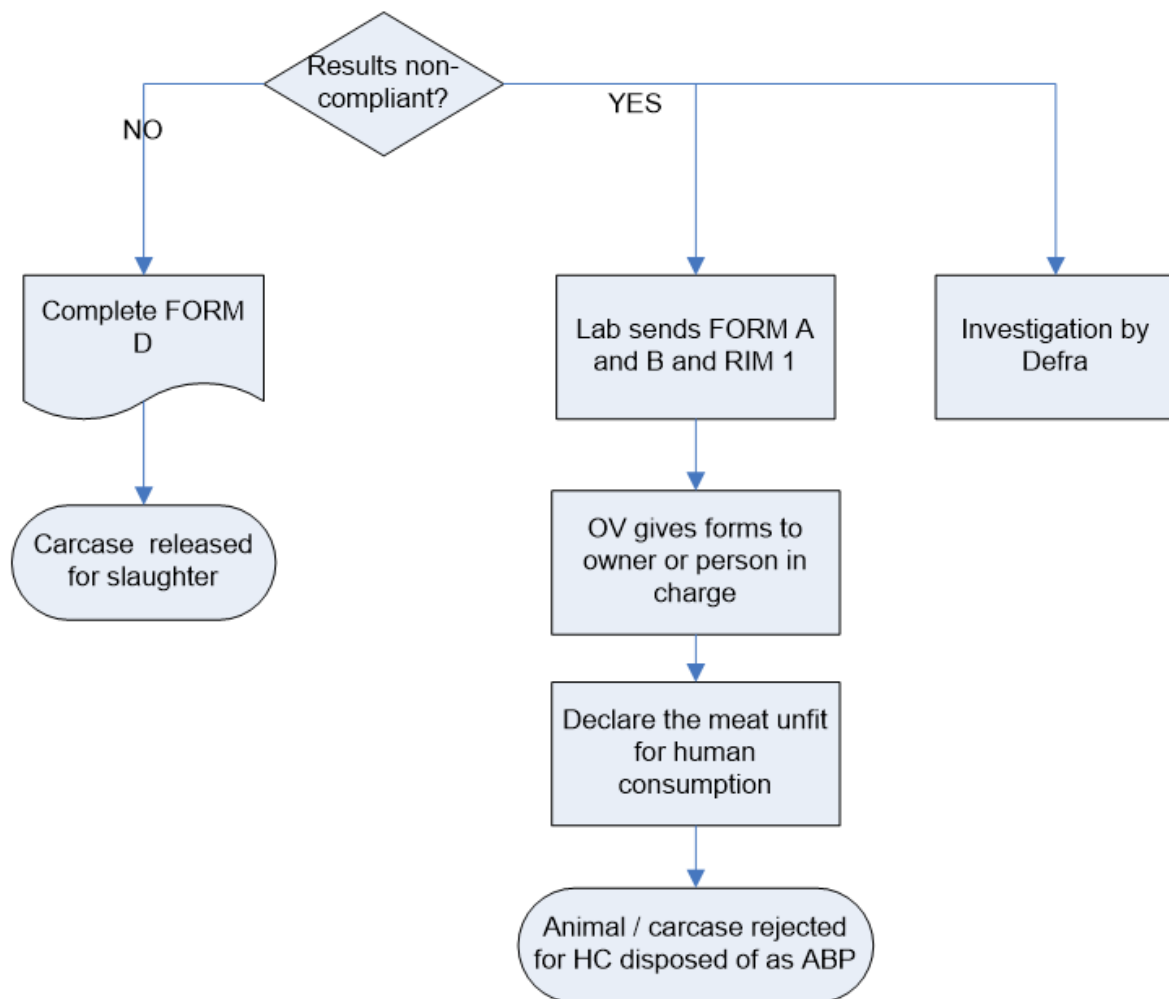 Results non-
compliant?
NO
YES
Complete FORM
D
Lab sends FORM A
and B and RIM 1
Investigation by
Defra
Carcase released
for slaughter
OV gives forms to
owner or person in
charge
Declare the meat unfit
for human
consumption
Animal / carcase rejected
for HC disposed of as ABP